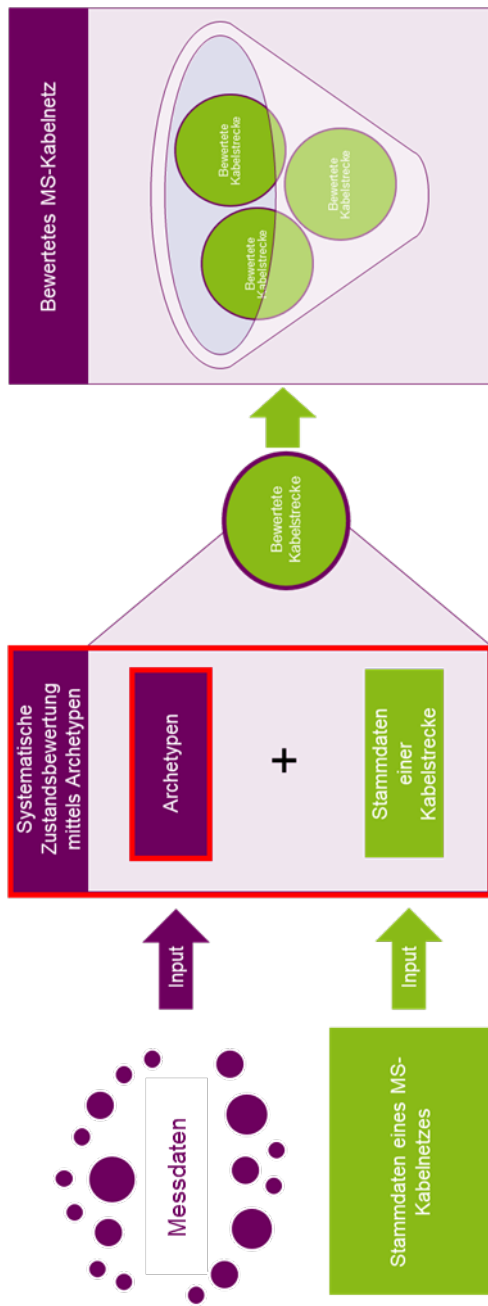 Messdaten
Stammdaten eines MS-
Kabelnetzes
Input
Input
Systematische
Zustandsbewertung
mittels Archetypen
Archetypen
+
Stammdaten
einer
Kabelstrecke
Bewertete
Kabelstrecke
Bewertetes MS-Kabelnetz
Bewertete
Kabelstrecke
Bewertete
Kabelstrecke
Bewertete
Kabelstrecke